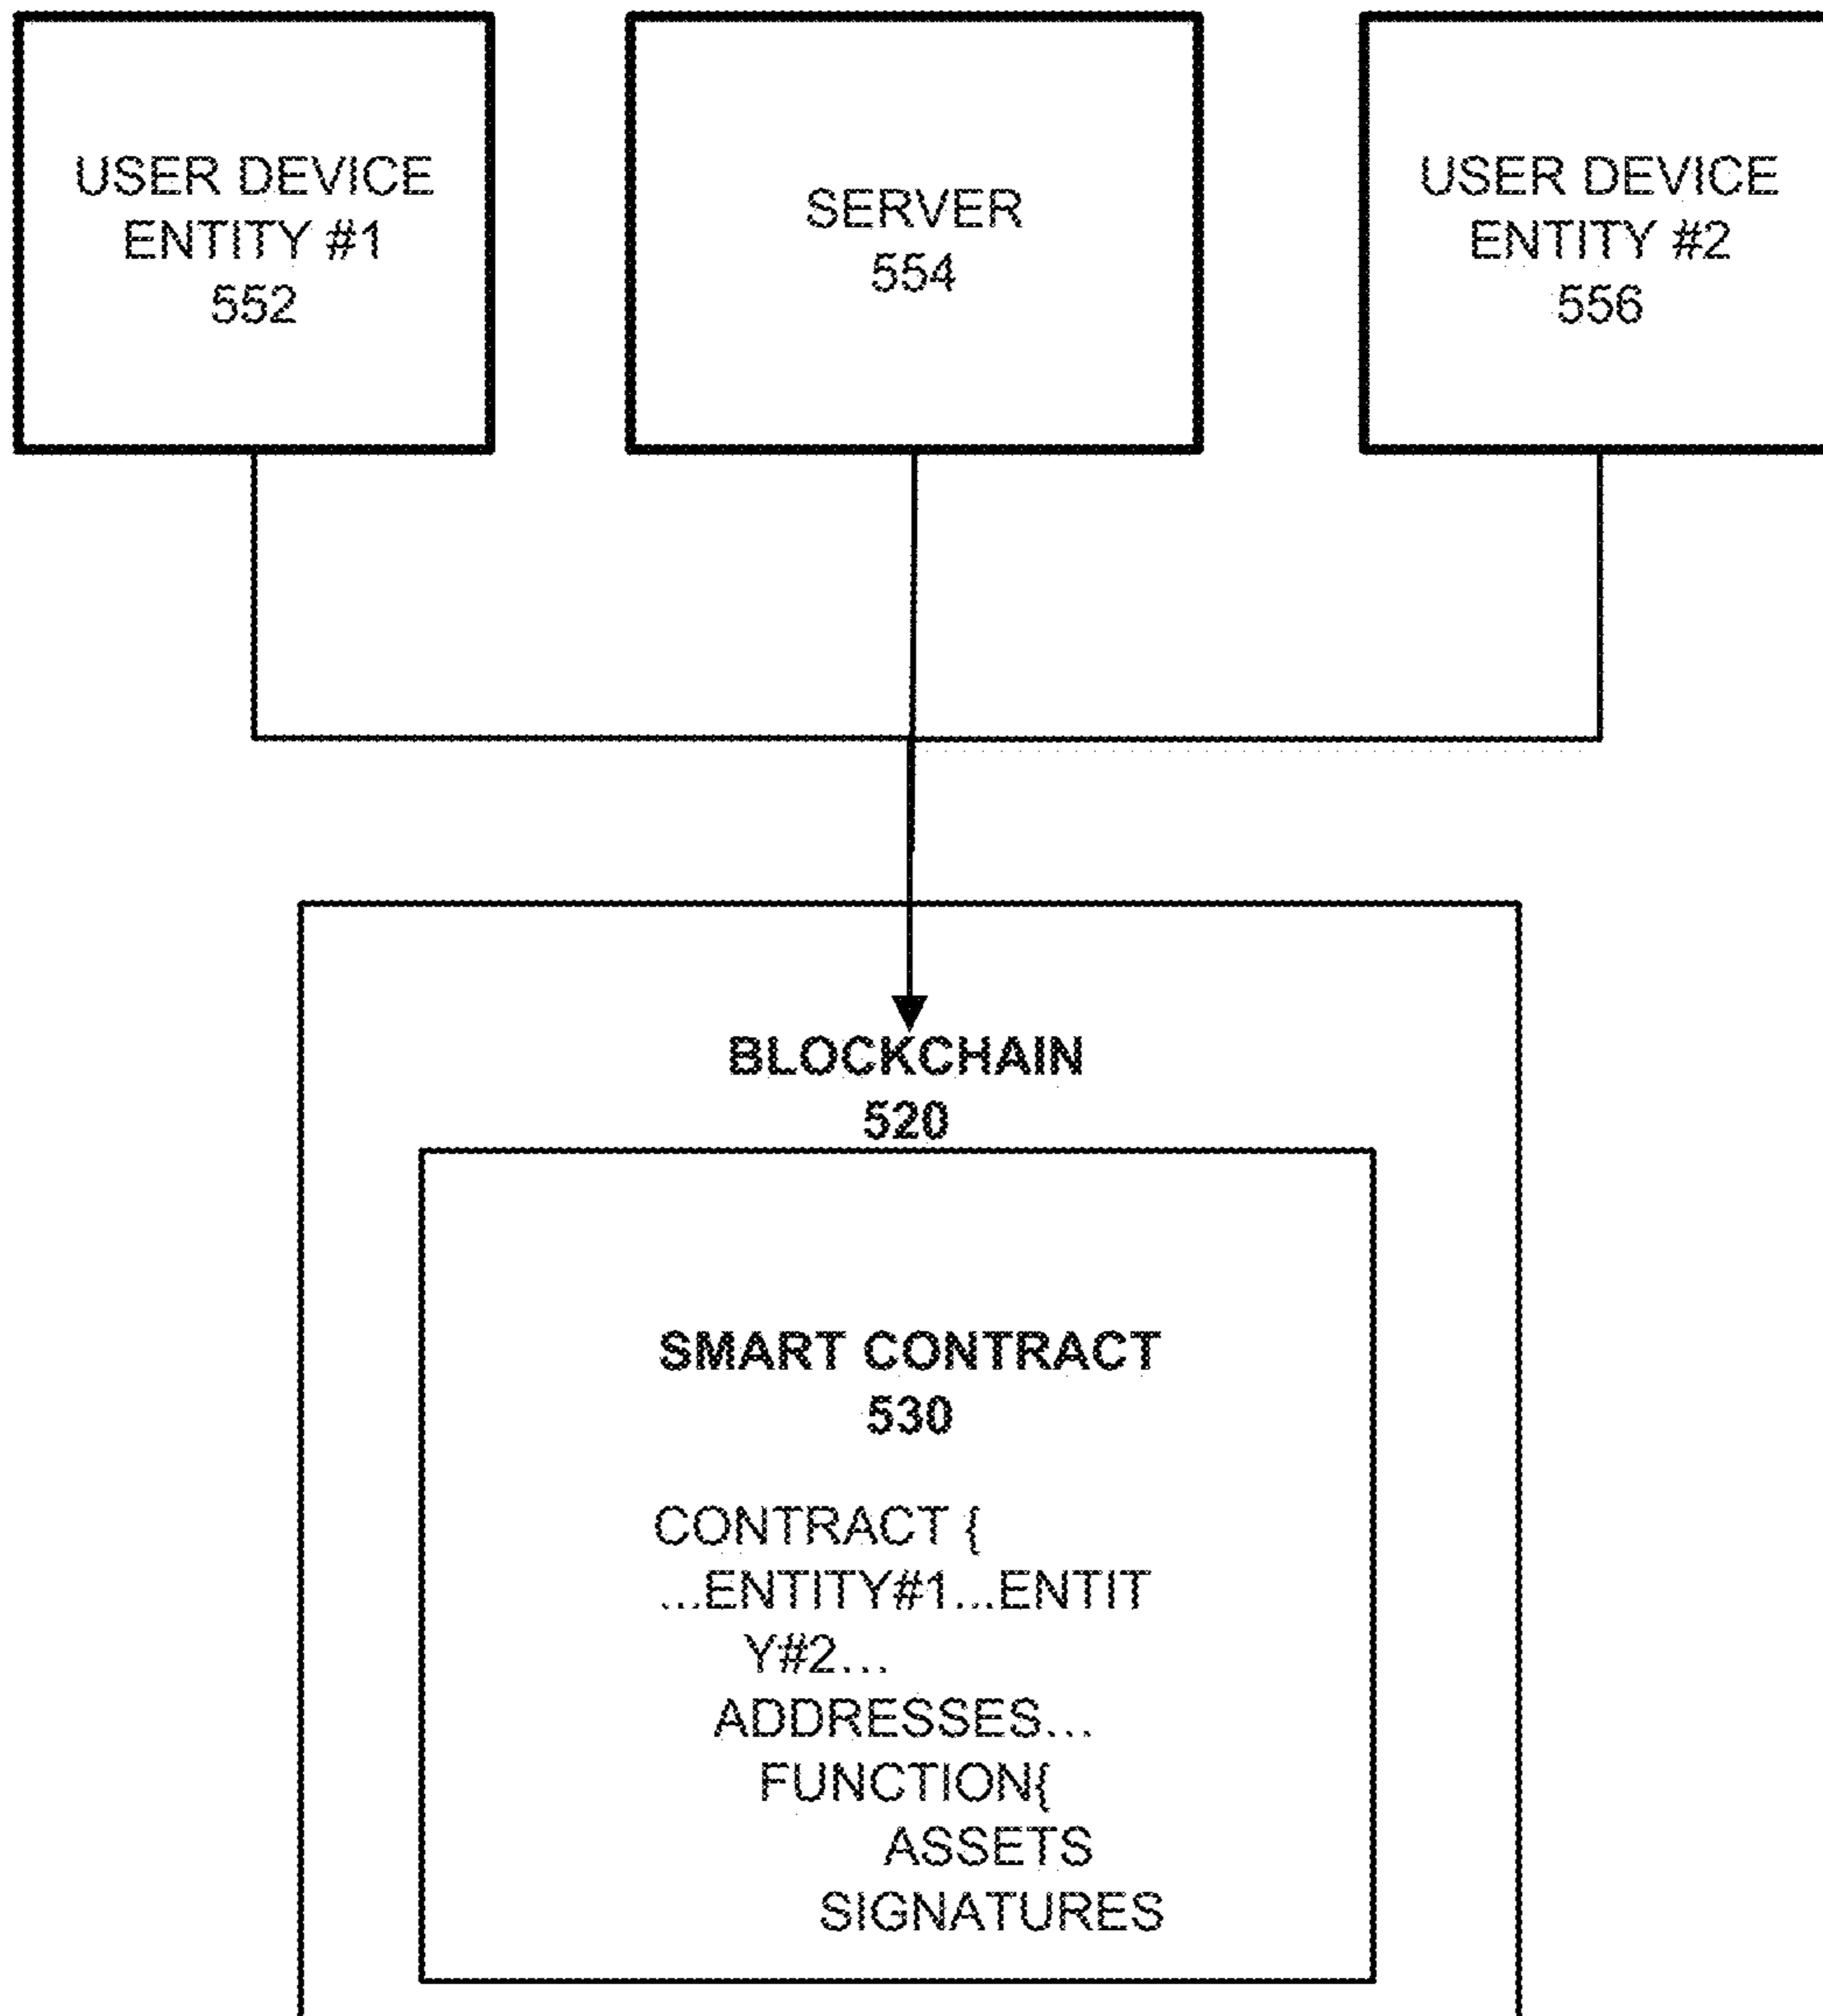 USER DEVICE
ENTITY #1
552
SERVER
554
USER DEVICE
ENTITY #2
556
BLOCKCHAIN
520
SMART CONTRACT
530
CONTRACT {
...ENTITY#1...ENTIT
Y#2...
ADDRESSES...
FUNCTION{
ASSETS
SIGNATURES